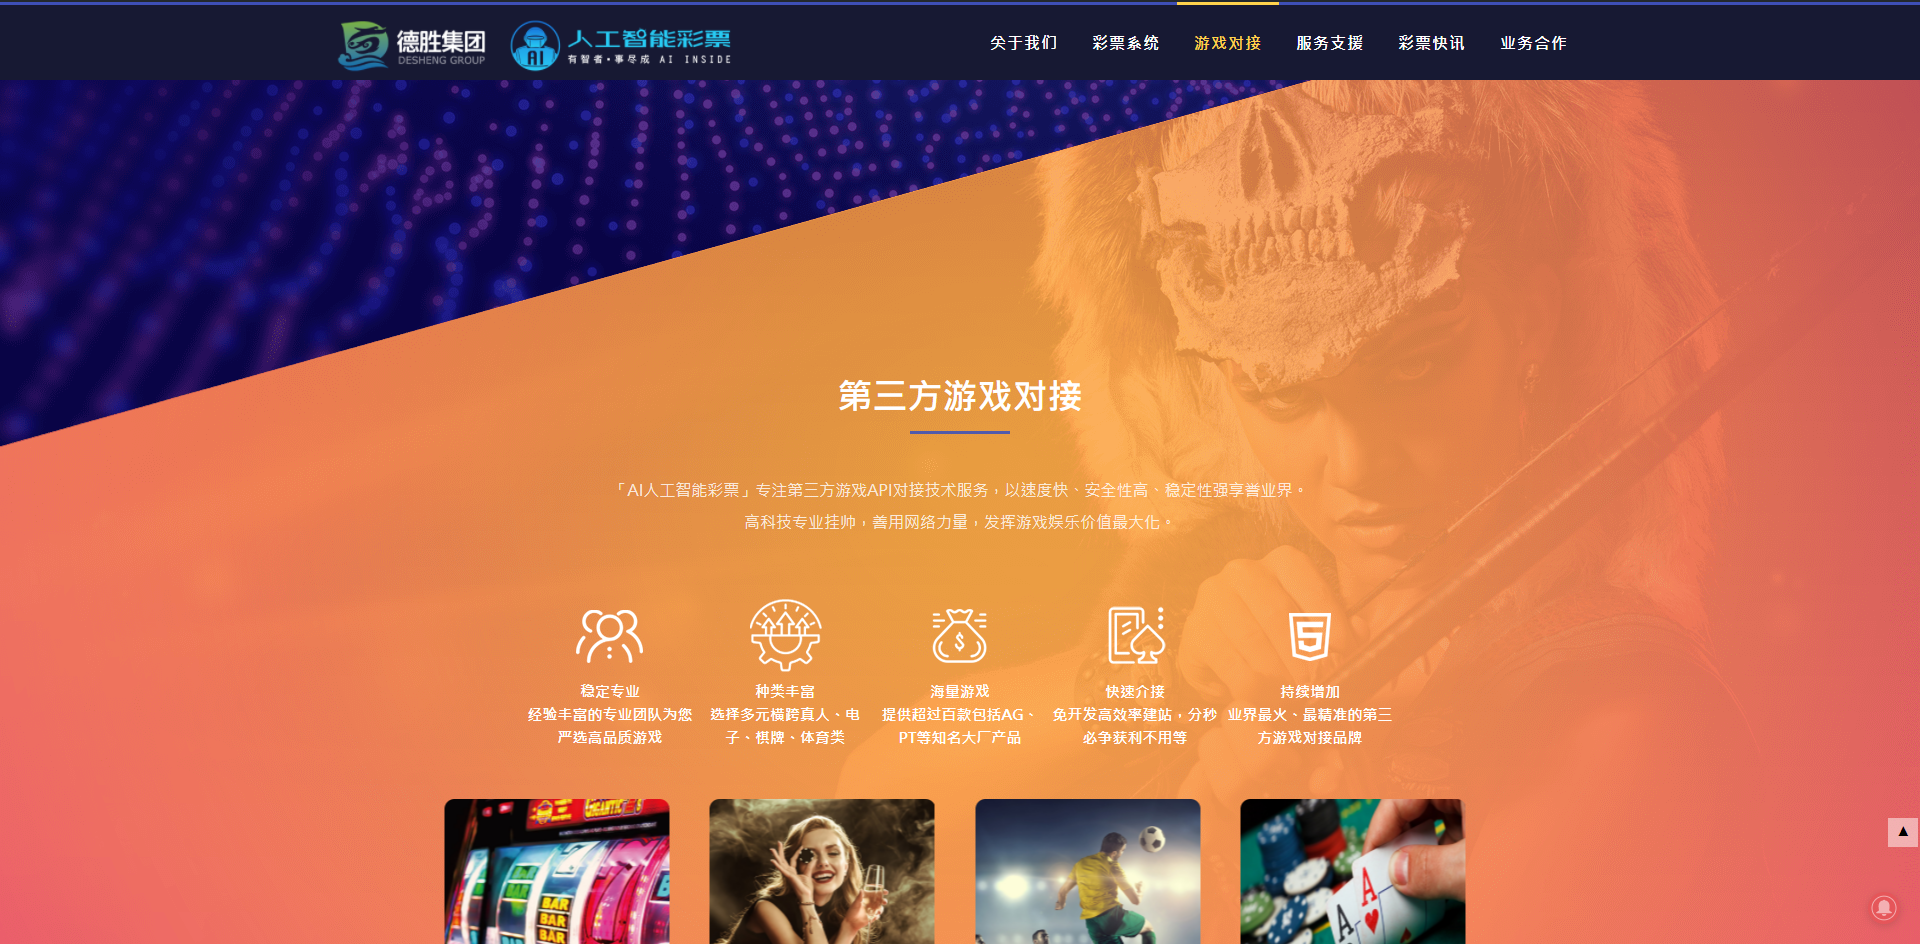 德胜集团
DESHENG GROUP
AI
人工智能彩票
有智者·事尽成 AI INSIDE
关于我们
彩票系统
游戏对接
服务支援
彩票快讯
业务合作
第三方游戏对接
「AI人工智能彩票」专注第三方游戏API对接技术服务，以速度快、安全性高、稳定性强享誉业界。
高科技专业挂帅，善用网络力量，发挥游戏娱乐价值最大化。
稳定专业
经验丰富的专业团队为您
严选高品质游戏
种类丰富
选择多元横跨真人、电
子、棋牌、体育类
海量游戏
提供超过百款包括AG、
PT等知名大厂产品
快速介接
免开发高效率建站，分秒
必争获利不用等
5
持续增加
业界最火、最精准的第三
方游戏对接品牌
BAR
BAR
BAR
A
A